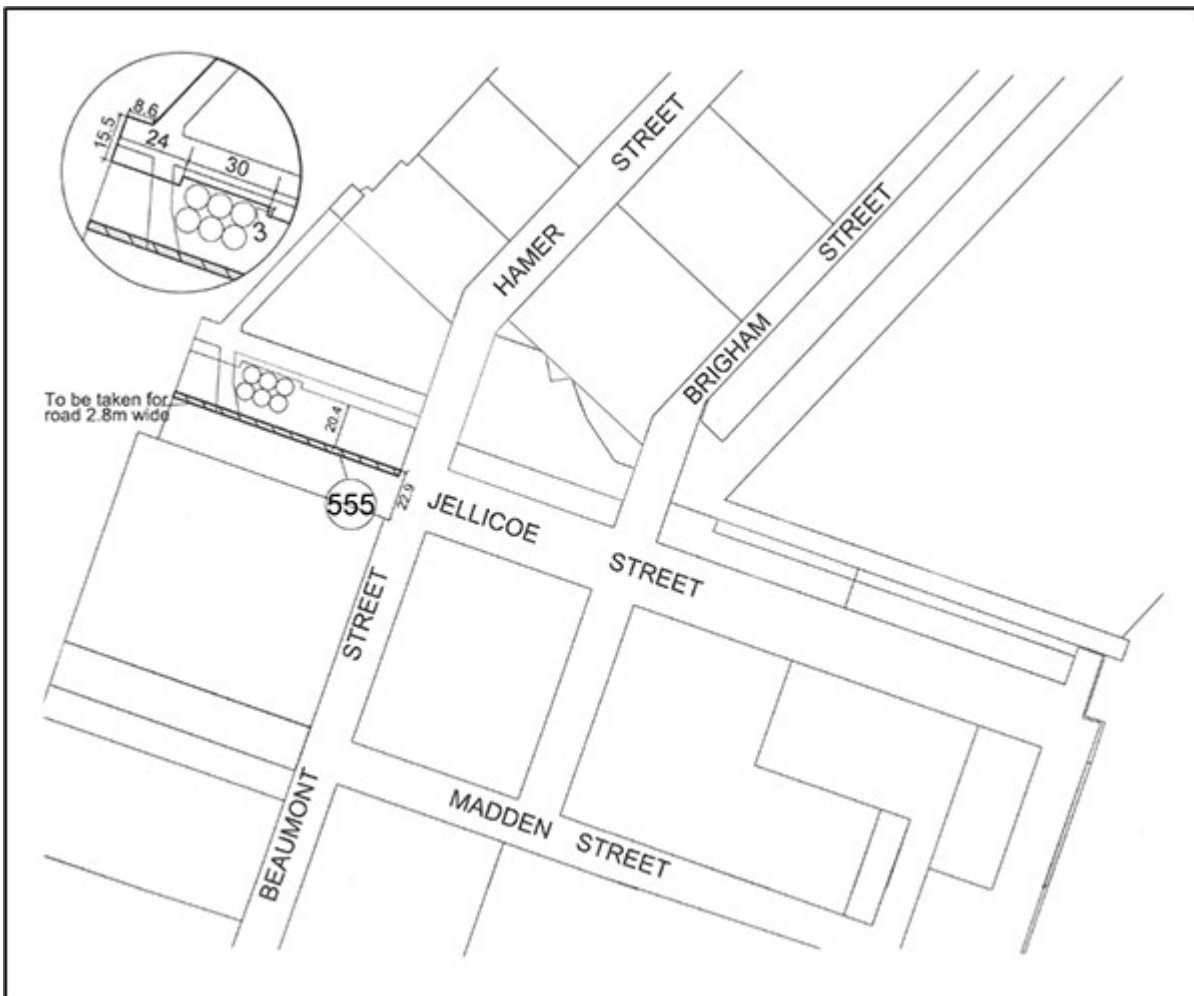 8.6
15.5
24
30
3
HAMER STREET
BRIGHAM STREET
To be taken for
road 2.8m wide
20.4
555
22.9
JELLICOE STREET
BEAUMONT STREET
MADDEN STREET